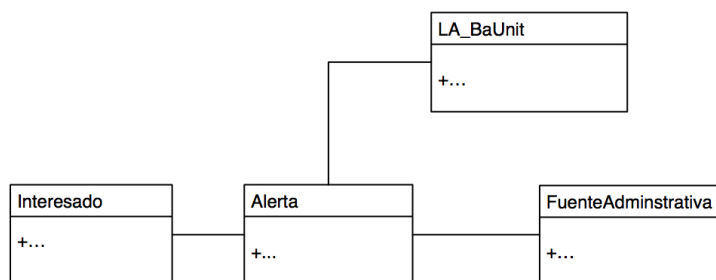 LA_BaUnit
+...
Interesado
+...
Alerta
+...
FuenteAdminstrativa
+...